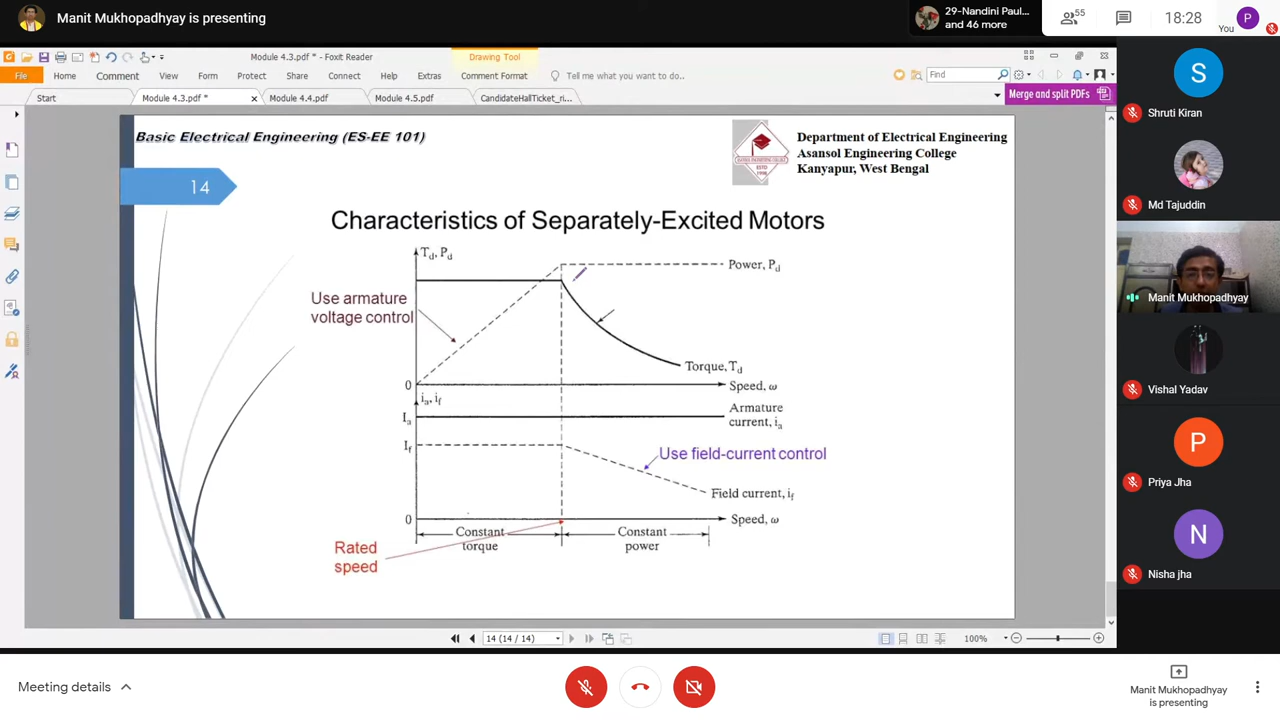 Manit Mukhopadhyay is presenting
29-Nandini Paul...
and 46 more
55
18:28
P
You
Module 4.3.pdf * - Foxit Reader
Drawing Tool
File
Home
Comment
View
Form
Protect
Share
Connect
Help
Extras
Comment Format
Tell me what you want to do..
Find
Start
Module 4.3.pdf *
Module 4.4.pdf
Module 4.5.pdf
CandidateHallTicket_ri...
Merge and split PDFs
Basic Electrical Engineering (ES-EE 101)
Department of Electrical Engineering
Asansol Engineering College
Kanyapur, West Bengal
14
Characteristics of Separately-Excited Motors
Td, Pd
Power, Pd
Use armature
voltage control
Torque, Td
0
Speed, ω
ia, if
Ia
Armature
current, ia
If
Use field-current control
Field current, if
0
Speed, ω
Constant
torque
Constant
power
Rated
speed
14 (14 / 14)
100%
S
Shruti Kiran
Md Tajuddin
Manit Mukhopadhyay
Vishal Yadav
P
Priya Jha
N
Nisha jha
Meeting details
Manit Mukhopadhyay
is presenting